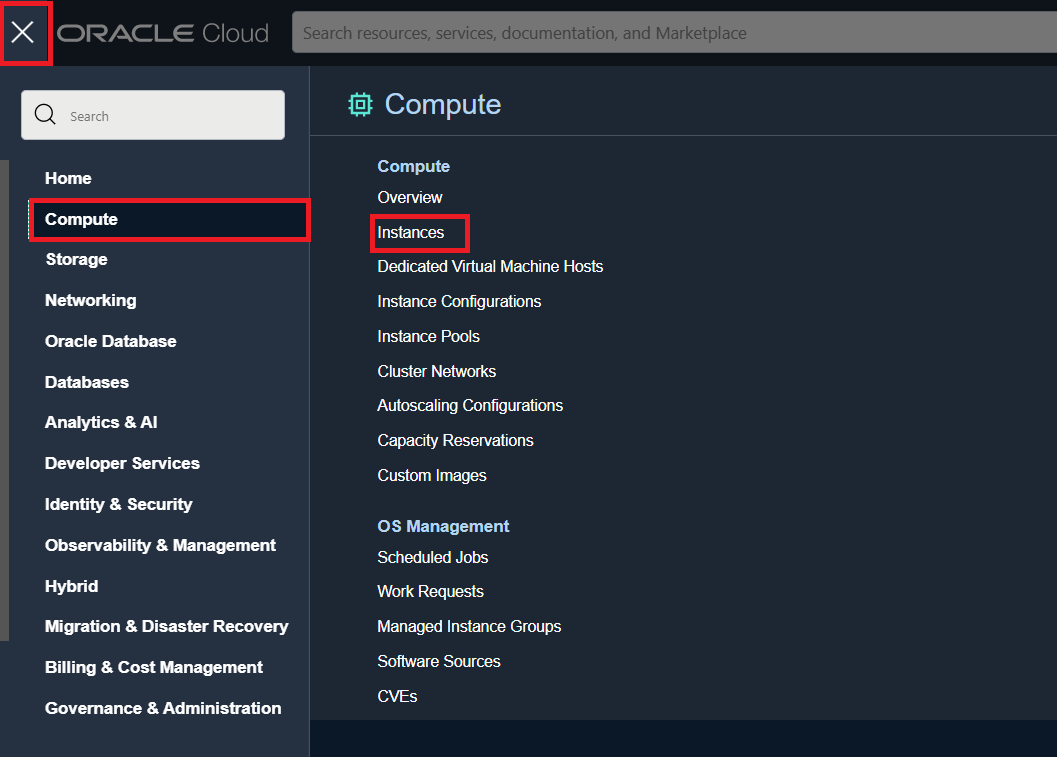 ORACLE Cloud
Search resources, services, documentation, and Marketplace
Search
Home
Compute
Storage
Networking
Oracle Database
Databases
Analytics & AI
Developer Services
Identity & Security
Observability & Management
Hybrid
Migration & Disaster Recovery
Billing & Cost Management
Governance & Administration
Compute
Compute
Overview
Instances
Dedicated Virtual Machine Hosts
Instance Configurations
Instance Pools
Cluster Networks
Autoscaling Configurations
Capacity Reservations
Custom Images
OS Management
Scheduled Jobs
Work Requests
Managed Instance Groups
Software Sources
CVEs